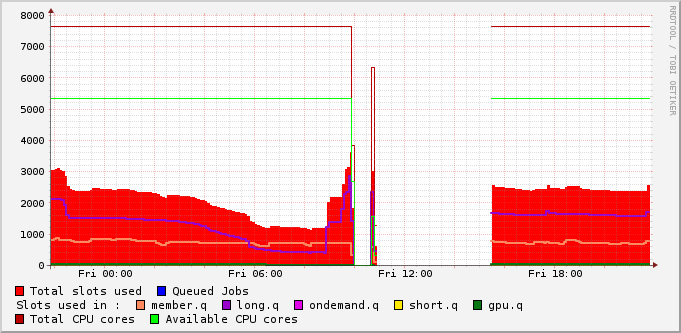 RRDTOOL / TOBI OETIKER
8000
7000
6000
5000
4000
3000
2000
1000
0
Fri 00:00 Fri 06:00 Fri 12:00 Fri 18:00
Total slots used Queued Jobs
Slots used in : member.q long.q ondemand.q short.q gpu.q
Total CPU cores Available CPU cores